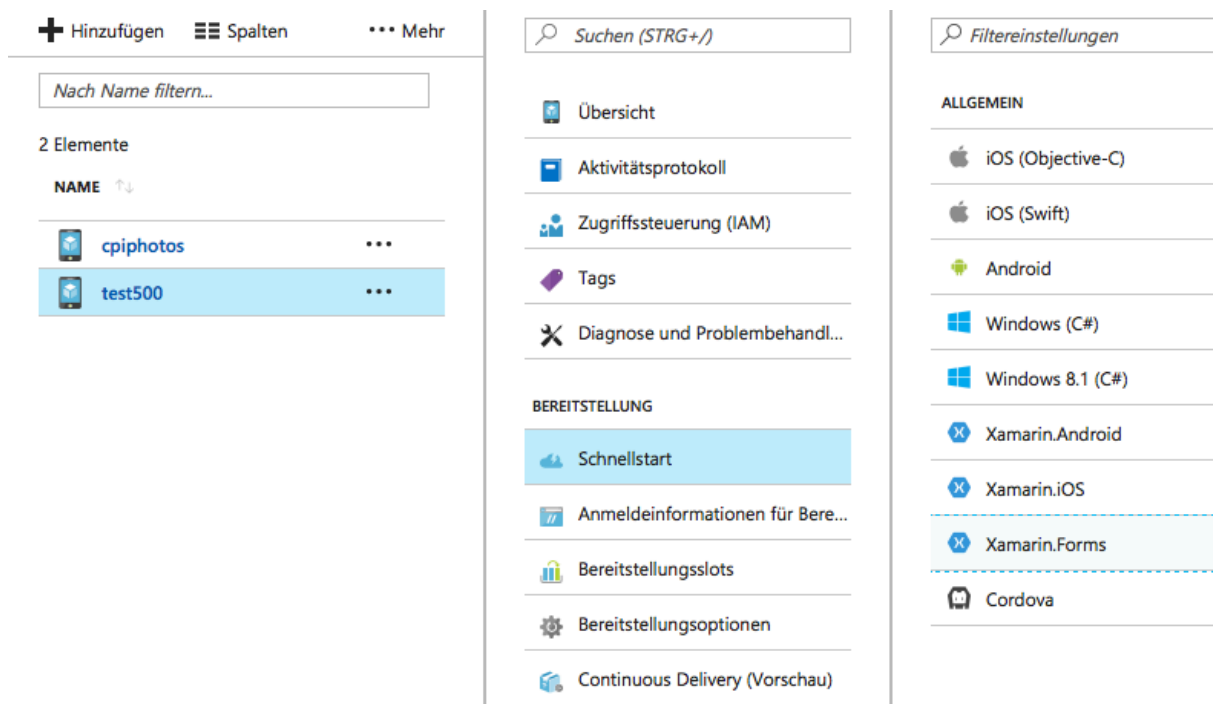 Hinzufügen Spalten ••• Mehr
Nach Name filtern...
2 Elemente
NAME
cpiphotos
test500
Suchen (STRG+/)
Übersicht
Aktivitätsprotokoll
Zugriffssteuerung (IAM)
Tags
Diagnose und Problembehandl...
BEREITSTELLUNG
Schnellstart
Anmeldeinformationen für Bere...
Bereitstellungsslots
Bereitstellungsoptionen
Continuous Delivery (Vorschau)
Filtereinstellungen
ALLGEMEIN
iOS (Objective-C)
iOS (Swift)
Android
Windows (C#)
Windows 8.1 (C#)
Xamarin.Android
Xamarin.iOS
Xamarin.Forms
Cordova